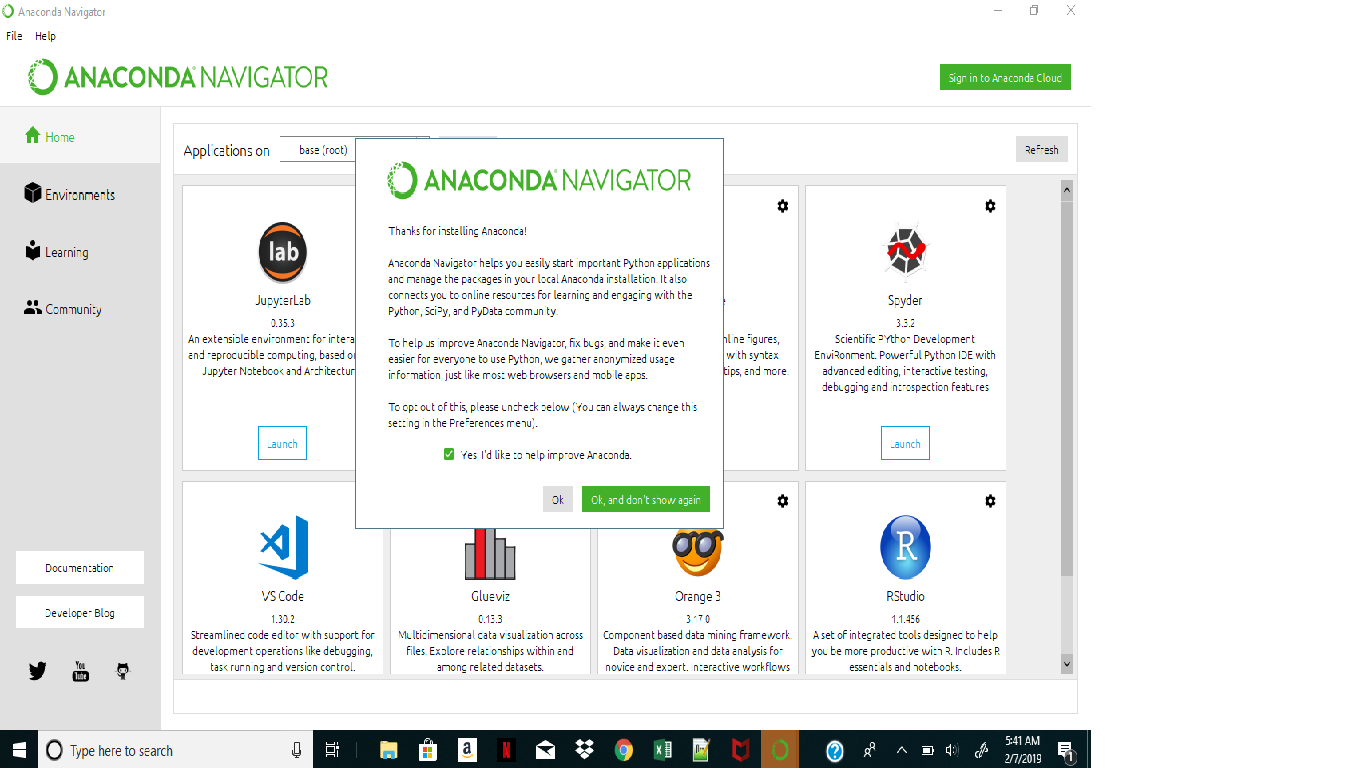 Anaconda Navigator
File Help
ANACONDA NAVIGATOR
Sign in to Anaconda Cloud
Home
Environments
Learning
Community
Documentation
Developer Blog
You
Tube
Applications on
base (root)
Refresh
lab
JupyterLab
0.35.3
An extensible environment for intera
and reproducible computing, based on
Jupyter Notebook and Architectur
Launch
ANACONDA NAVIGATOR
Thanks for installing Anaconda!
Anaconda Navigator helps you easily start important Python applications
and manage the packages in your local Anaconda installation. It also
connects you to online resources for learning and engaging with the
Python, SciPy, and PyData community.
To help us improve Anaconda Navigator, fix bugs, and make it even
easier for everyone to use Python, we gather anonymized usage
information, just like most web browsers and mobile apps.
To opt out of this, please uncheck below (You can always change this
setting in the Preferences menu).
Yes, I'd like to help improve Anaconda.
Ok
Ok, and don't show again
e
nline figures,
with syntax
tips, and more.
Spyder
3.3.2
Scientific PYthon Development
EnviRonment. Powerful Python IDE with
advanced editing, interactive testing,
debugging and introspection features
Launch
VS Code
1.30.2
Streamlined code editor with support for
development operations like debugging,
task running and version control.
Glueviz
0.13.3
Multidimensional data visualization across
files. Explore relationships within and
among related datasets.
Orange 3
3.17.0
Component based data mining framework.
Data visualization and data analysis for
novice and expert. Interactive workflows
R
RStudio
1.1.456
A set of integrated tools designed to help
you be more productive with R. Includes R
essentials and notebooks.
Type here to search
a
N
5:41 AM
2/7/2019
1